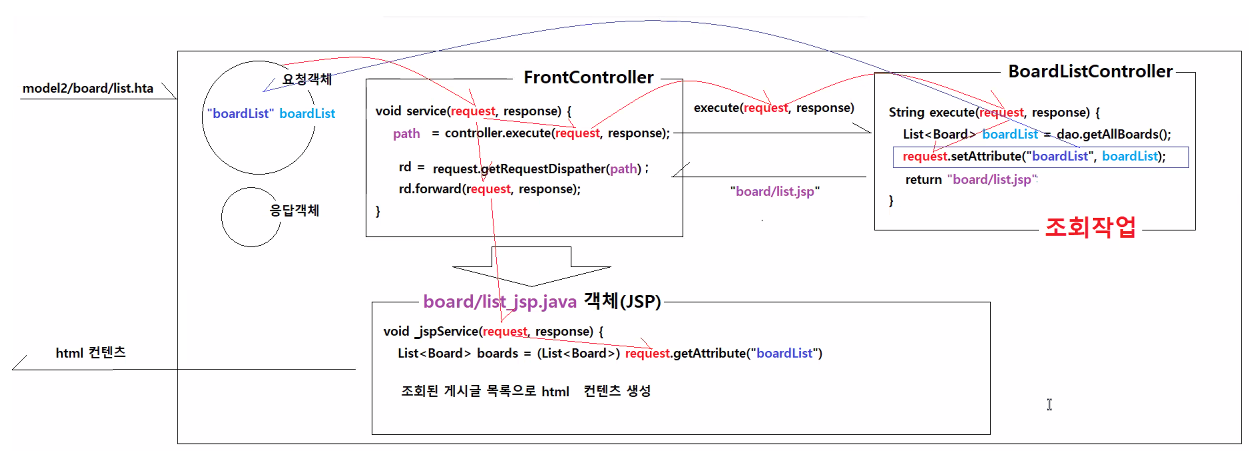 model2/board/list.hta
요청객체
"boardList" boardList
응답객체
FrontController
void service(request, response) {
path = controller.execute(request, response);
rd = request.getRequestDispather(path) ;
rd.forward(request, response);
}
execute(request, response)
"board/list.jsp"
BoardListController
String execute(request, response) {
List<Board> boardList = dao.getAllBoards();
request.setAttribute("boardList", boardList);
return "board/list.jsp"
}
조회작업
board/list_jsp.java 객체(JSP)
void _jspService(request, response) {
List<Board> boards = (List<Board>) request.getAttribute("boardList")
조회된 게시글 목록으로 html 컨텐츠 생성
html 컨텐츠